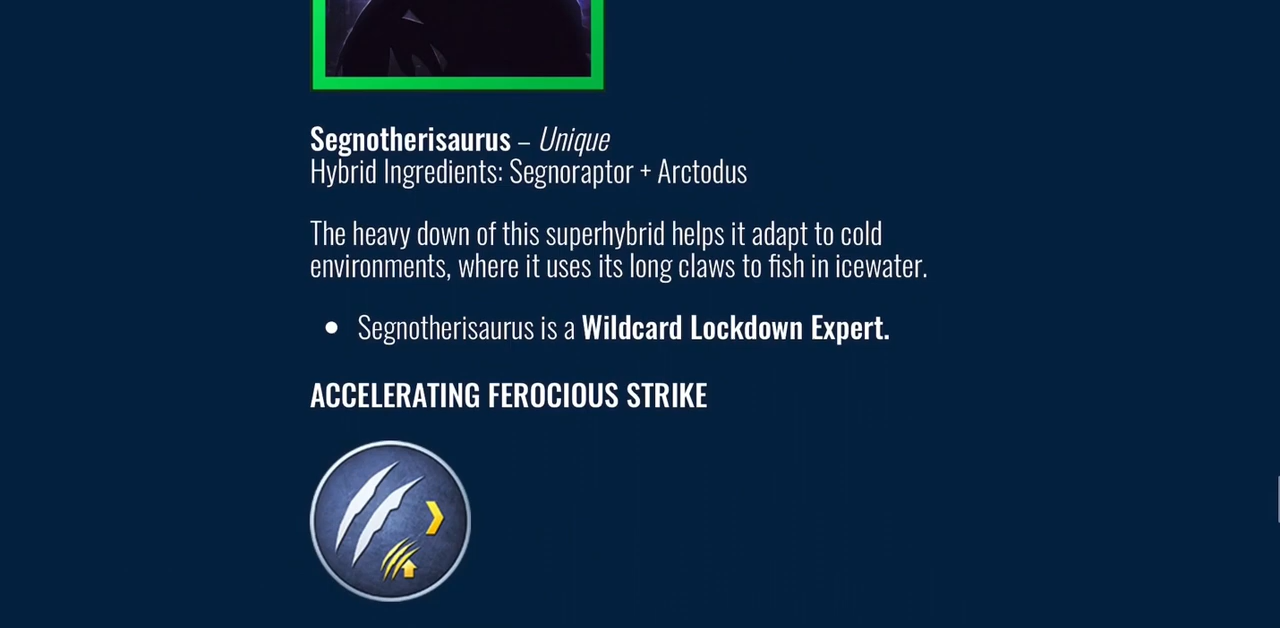 Segnotherisaurus – Unique
Hybrid Ingredients: Segnoraptor + Arctodus
The heavy down of this superhybrid helps it adapt to cold
environments, where it uses its long claws to fish in icewater.
• Segnotherisaurus is a Wildcard Lockdown Expert.
ACCELERATING FEROCIOUS STRIKE